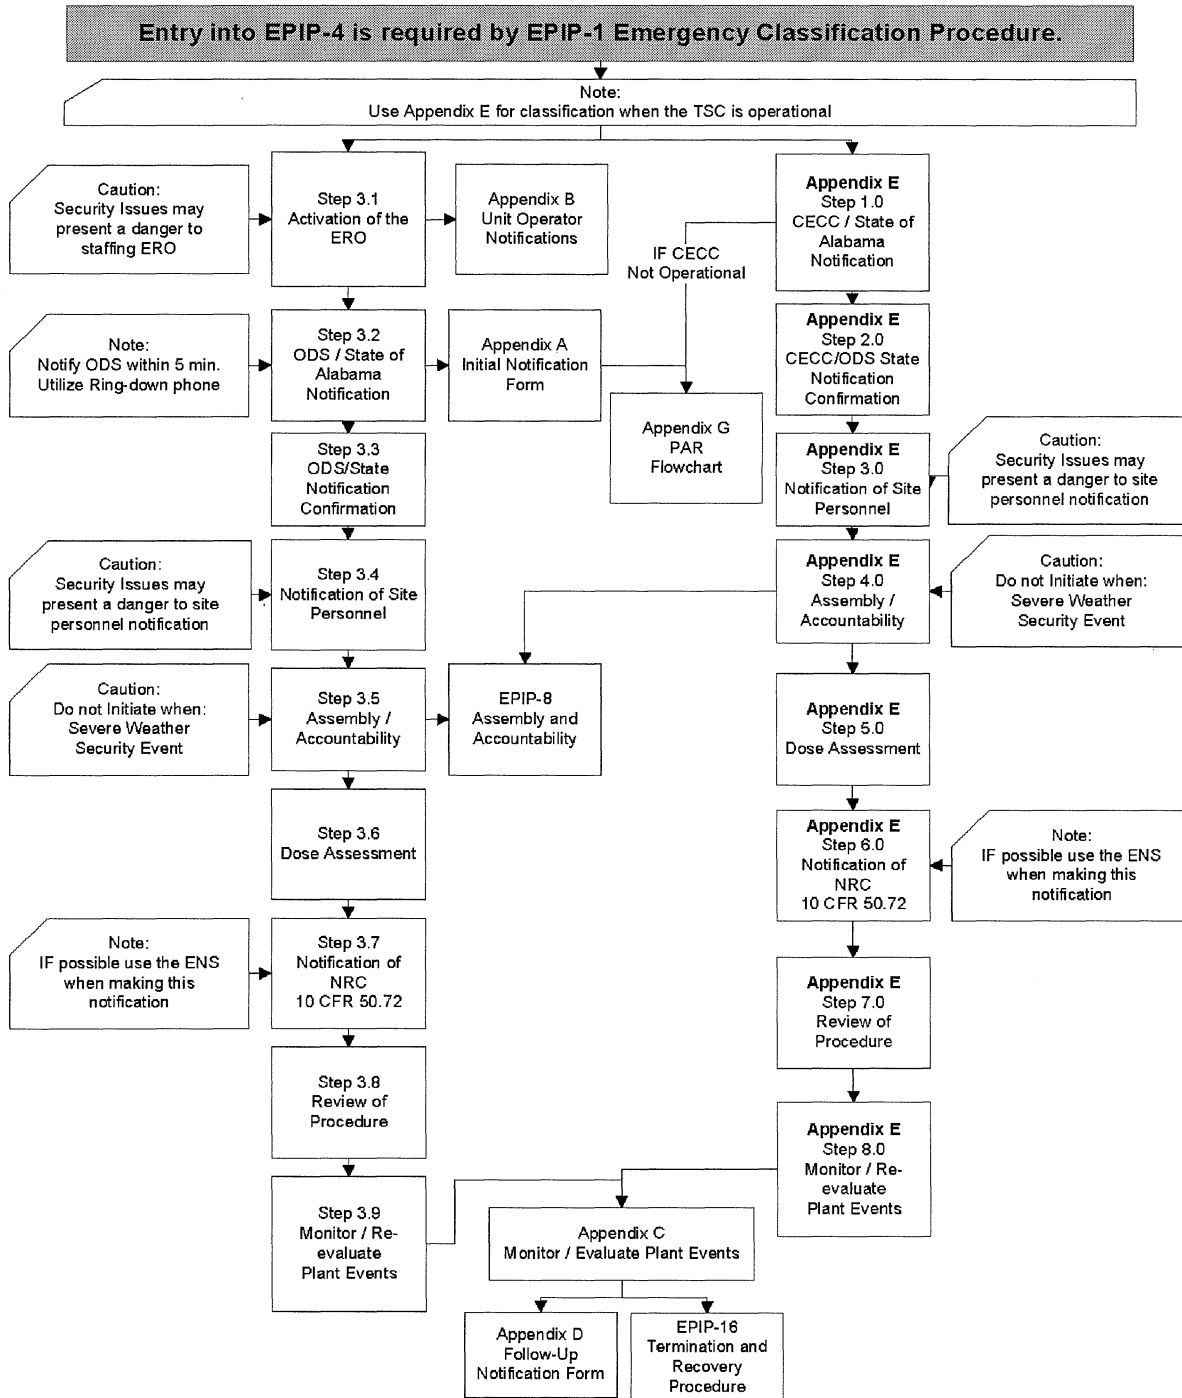 Entry into EPIP-4 is required by EPIP-1 Emergency Classification Procedure.
Note:
Use Appendix E for classification when the TSC is operational
Caution:
Security Issues may
present a danger to
staffing ERO
Step 3.1
Activation of the
ERO
Appendix B
Unit Operator
Notifications
IF CECC
Not Operational
Appendix E
Step 1.0
CECC / State of
Alabama
Notification
Note:
Notify ODS within 5 min.
Utilize Ring-down phone
Step 3.2
ODS / State of
Alabama
Notification
Appendix A
Initial Notification
Form
Appendix G
PAR
Flowchart
Appendix E
Step 2.0
CECC/ODS State
Notification
Confirmation
Step 3.3
ODS/State
Notification
Confirmation
Appendix E
Step 3.0
Notification of Site
Personnel
Caution:
Security Issues may
present a danger to site
personnel notification
Caution:
Security Issues may
present a danger to site
personnel notification
Step 3.4
Notification of Site
Personnel
Appendix E
Step 4.0
Assembly /
Accountability
Caution:
Do not Initiate when:
Severe Weather
Security Event
Caution:
Do not Initiate when:
Severe Weather
Security Event
Step 3.5
Assembly /
Accountability
EPIP-8
Assembly and
Accountability
Appendix E
Step 5.0
Dose Assessment
Step 3.6
Dose Assessment
Appendix E
Step 6.0
Notification of
NRC
10 CFR 50.72
Note:
IF possible use the ENS
when making this
notification
Note:
IF possible use the ENS
when making this
notification
Step 3.7
Notification of
NRC
10 CFR 50.72
Appendix E
Step 7.0
Review of
Procedure
Step 3.8
Review of
Procedure
Appendix E
Step 8.0
Monitor / Re-
evaluate
Plant Events
Step 3.9
Monitor / Re-
evaluate
Plant Events
Appendix C
Monitor / Evaluate Plant Events
Appendix D
Follow-Up
Notification Form
EPIP-16
Termination and
Recovery
Procedure